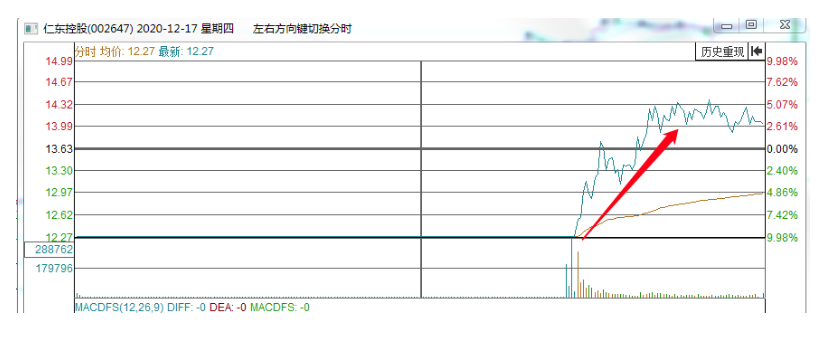 仁东控股(002647) 2020-12-17 星期四 左右方向键切换分时
分时 均价: 12.27 最新: 12.27
历史重现
14.99 9.98%
14.67 7.62%
14.32 5.07%
13.99 2.61%
13.63 0.00%
13.30 2.40%
12.97 4.86%
12.62 7.42%
12.27 9.98%
288762
179796
MACDFS(12,26,9) DIFF: -0 DEA: -0 MACDFS: -0